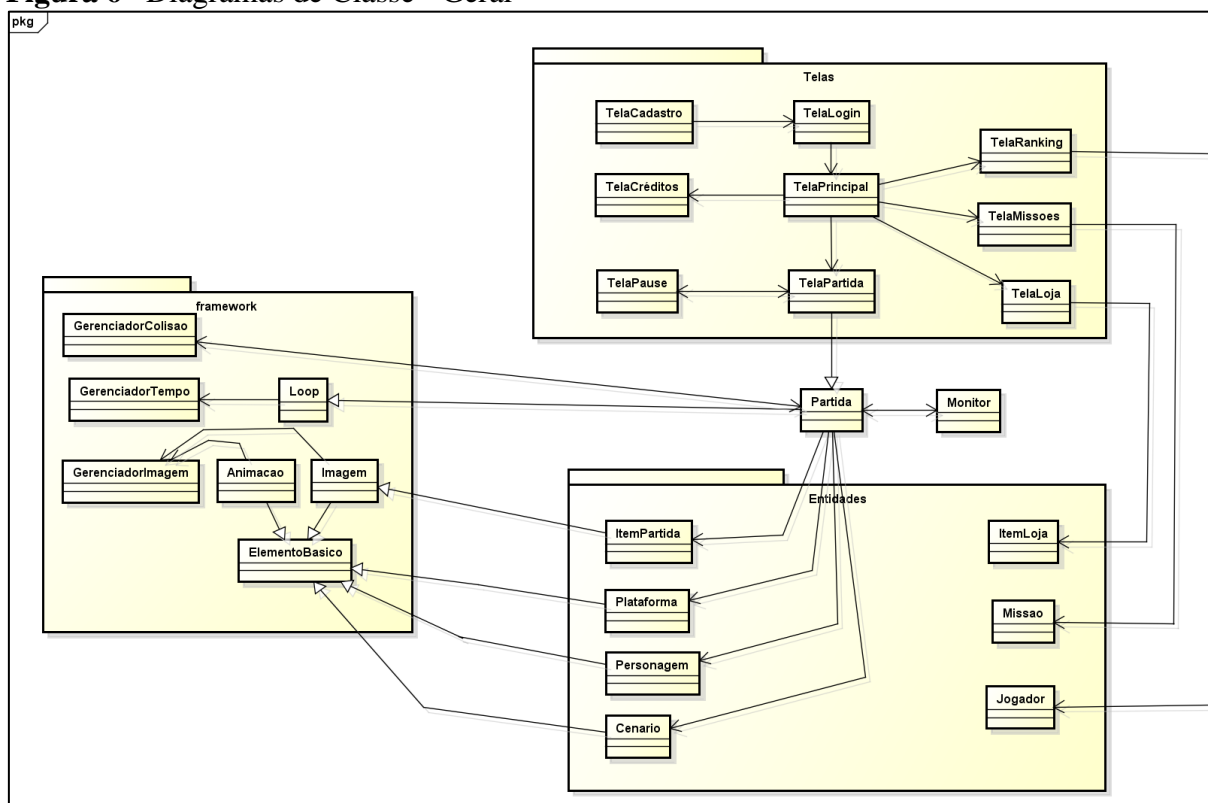 Figura 6 - Diagramas de Classe - Geral
pkg
Telas
TelaCadastro
TelaLogin
TelaRanking
TelaCréditos
TelaPrincipal
TelaMissoes
TelaPause
TelaPartida
TelaLoja
framework
GerenciadorColisao
GerenciadorTempo
Loop
GerenciadorImagem
Animacao
Imagem
ElementoBasico
Partida
Monitor
Entidades
ItemPartida
ItemLoja
Plataforma
Missao
Personagem
Jogador
Cenario